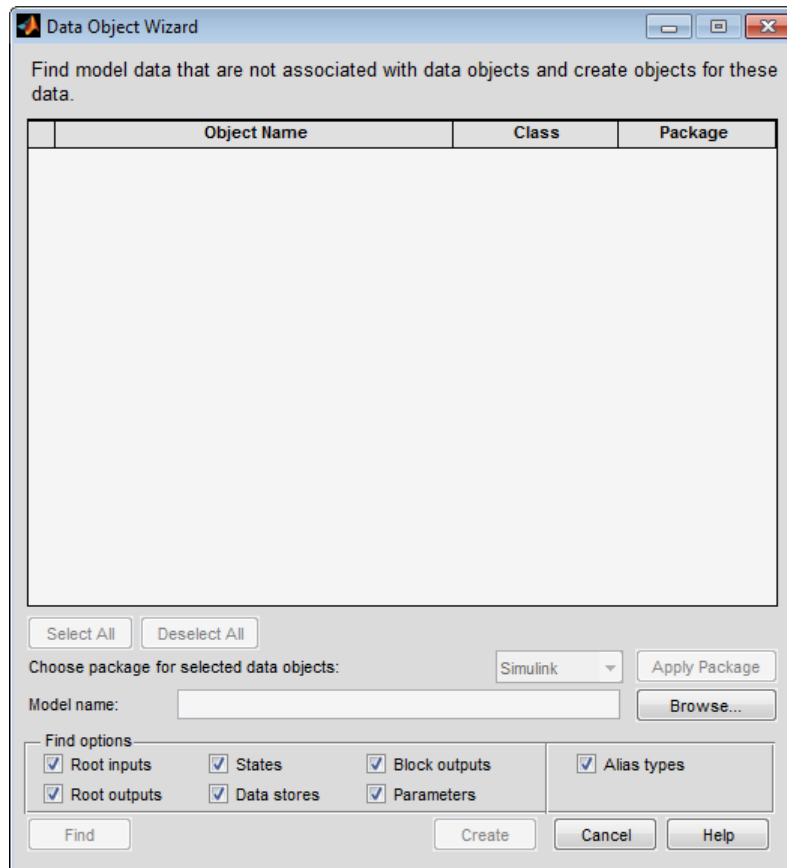 Data Object Wizard
Find model data that are not associated with data objects and create objects for these
data.
Object Name Class Package
Select All Deselect All
Choose package for selected data objects: Simulink Apply Package
Model name: Browse...
Find options
Root inputs States Block outputs Alias types
Root outputs Data stores Parameters
Find Create Cancel Help